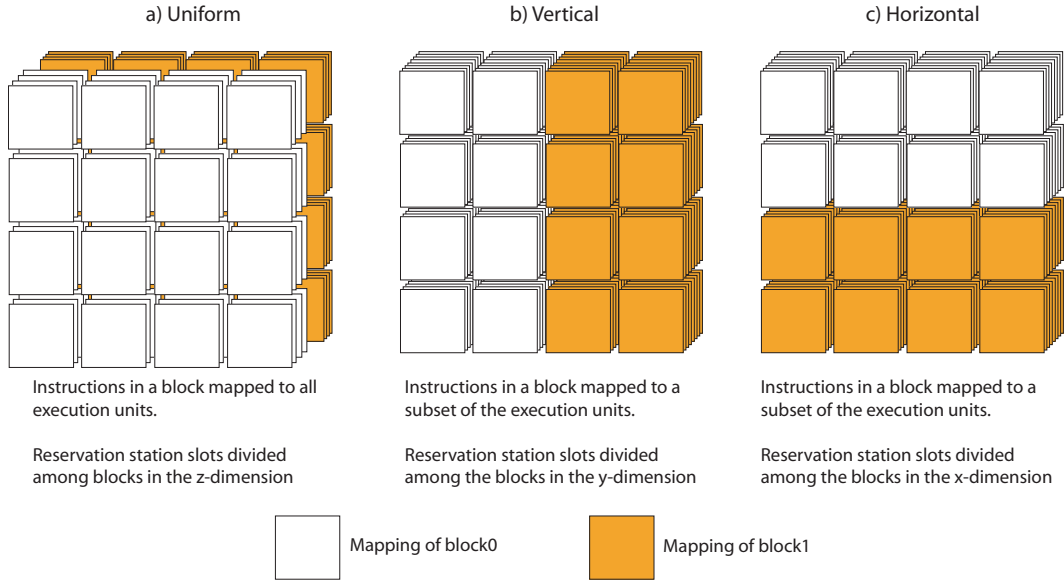 a) Uniform
b) Vertical
c) Horizontal
Instructions in a block mapped to all
execution units.
Reservation station slots divided
among blocks in the z-dimension
Instructions in a block mapped to a
subset of the execution units.
Reservation station slots divided
among the blocks in the y-dimension
Instructions in a block mapped to a
subset of the execution units.
Reservation station slots divided
among the blocks in the x-dimension
Mapping of block0
Mapping of block1